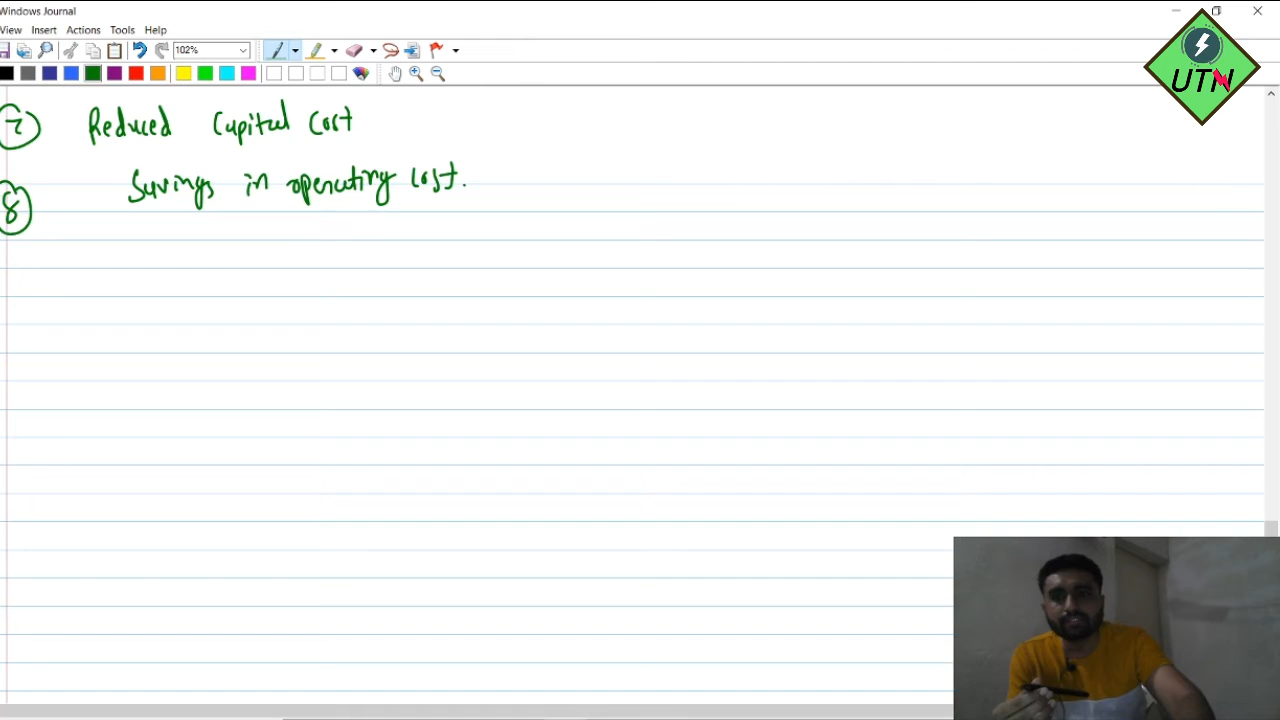 Windows Journal
View Insert Actions Tools Help
102%
UTN
7 Reduced Capital Cost
8 Savings in operating Cost.